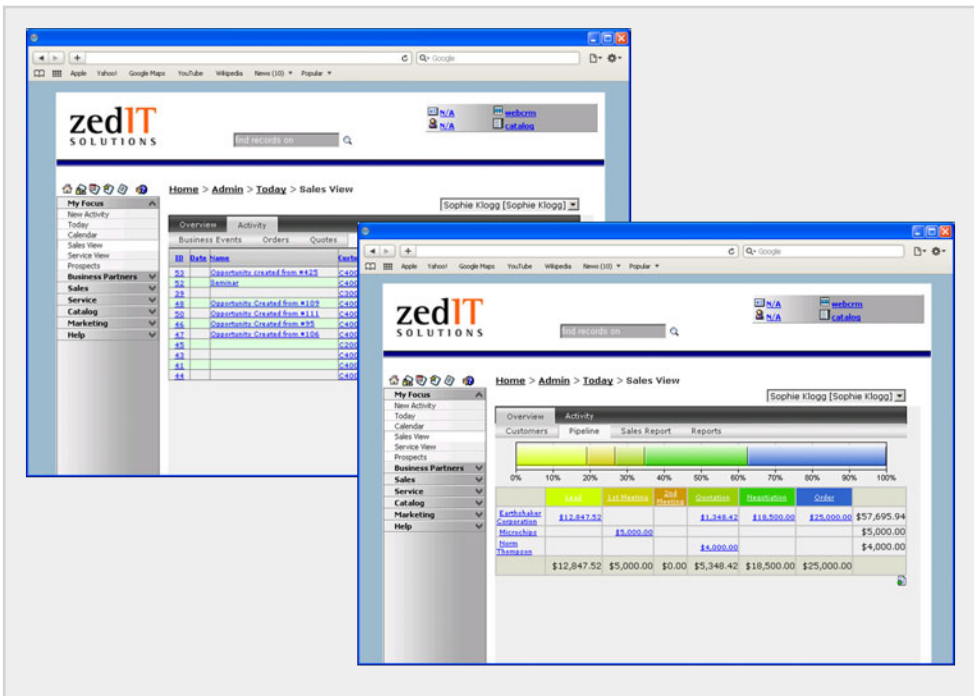 Google
Apple Yahoo! Google Maps YouTube Wikipedia News (10) Popular
zedIT
SOLUTIONS
find records on
N/A webcrm
N/A catalog
Home > Admin > Today > Sales View
Sophie Klogg [Sophie Klogg]
My Focus
New Activity
Today
Calendar
Sales View
Service View
Prospects
Business Partners
Sales
Service
Catalog
Marketing
Help
Overview Activity
Business Events Orders Quotes
ID Date Name
53 Opportunity created from #425
52 Seminar
39
48 Opportunity Created from #109
50 Opportunity Created from #111
46 Opportunity Created from #95
47 Opportunity Created from #106
45
43
41
44
Google
Apple Yahoo! Google Maps YouTube Wikipedia News (10) Popular
zedIT
SOLUTIONS
find records on
N/A webcrm
N/A catalog
Home > Admin > Today > Sales View
Sophie Klogg [Sophie Klogg]
My Focus
New Activity
Today
Calendar
Sales View
Service View
Prospects
Business Partners
Sales
Service
Catalog
Marketing
Help
Overview Activity
Customers Pipeline Sales Report Reports
0% 10% 20% 30% 40% 50% 60% 70% 80% 90% 100%
Lead 1st Meeting 2nd Meeting Quotation Negotiation Order
Earthshaker Corporation $12,847.52 $1,348.42 $18,500.00 $25,000.00 $57,695.94
Microchips $5,000.00 $5,000.00
Norm Thompson $4,000.00 $4,000.00
$12,847.52 $5,000.00 $0.00 $5,348.42 $18,500.00 $25,000.00